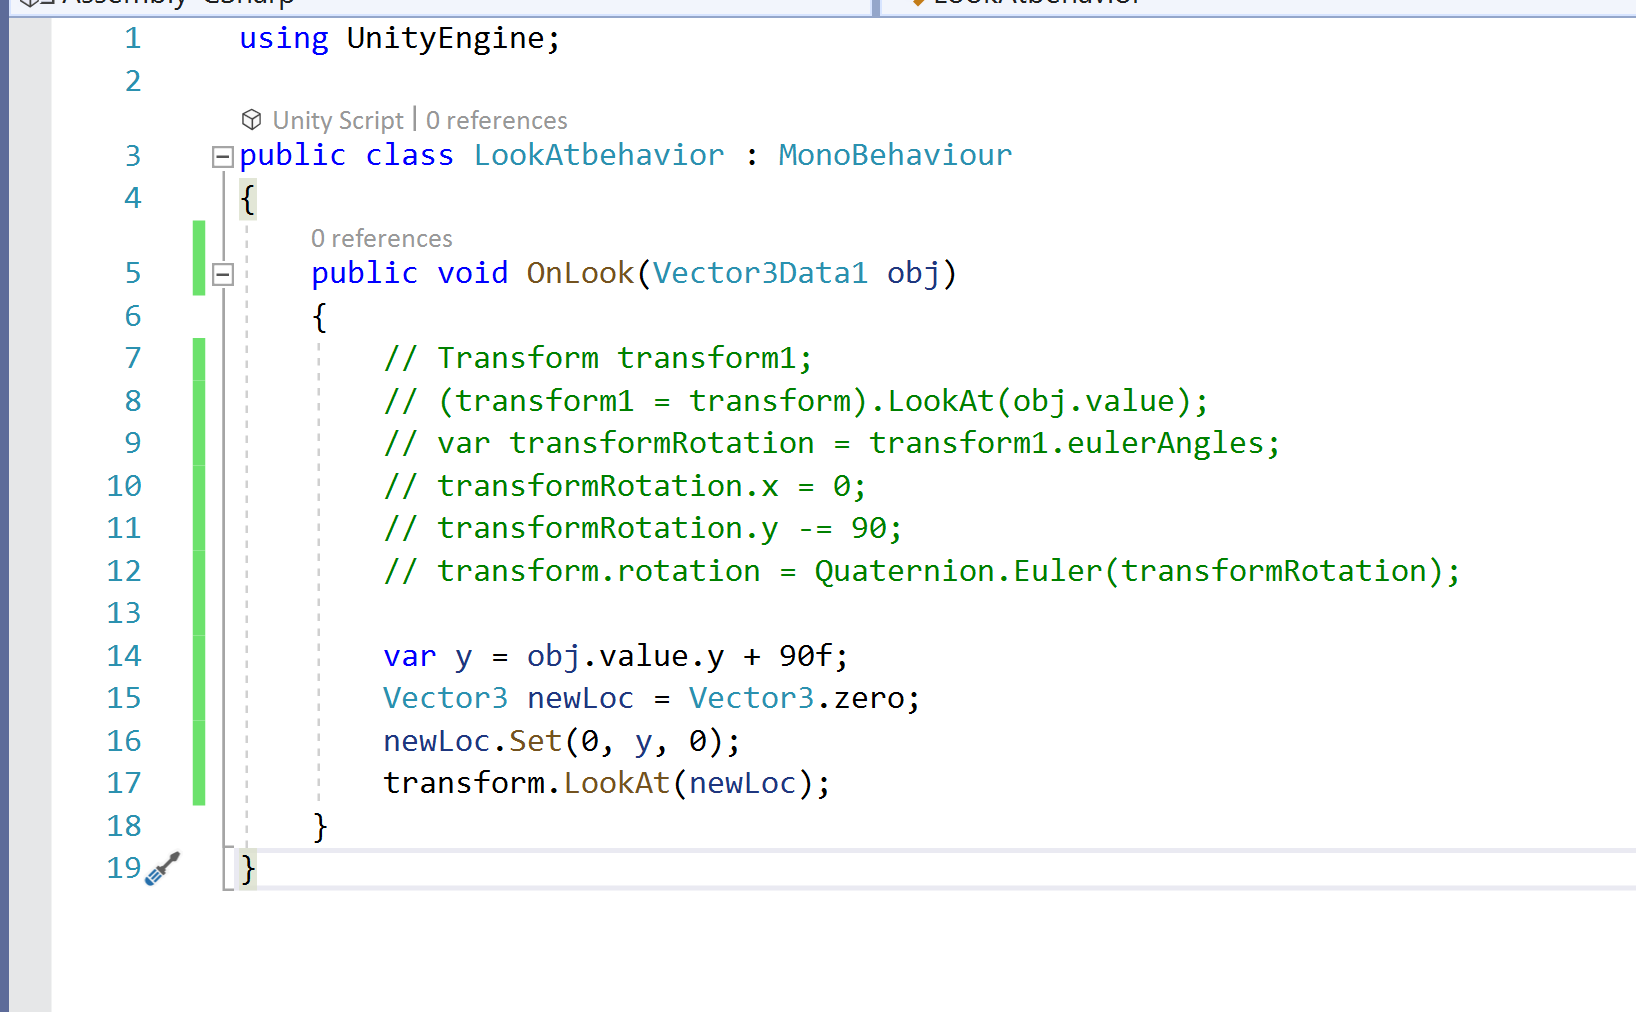 Assembly-CSharp LookAtbehavior
1 using UnityEngine;
2
Unity Script | 0 references
3 public class LookAtbehavior : MonoBehaviour
4 {
0 references
5 public void OnLook(Vector3Data1 obj)
6 {
7 // Transform transform1;
8 // (transform1 = transform).LookAt(obj.value);
9 // var transformRotation = transform1.eulerAngles;
10 // transformRotation.x = 0;
11 // transformRotation.y -= 90;
12 // transform.rotation = Quaternion.Euler(transformRotation);
13
14 var y = obj.value.y + 90f;
15 Vector3 newLoc = Vector3.zero;
16 newLoc.Set(0, y, 0);
17 transform.LookAt(newLoc);
18 }
19 }